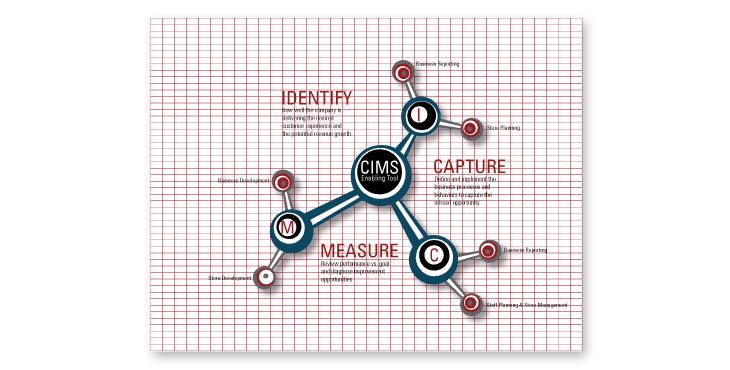 Business Reporting
IDENTIFY
how well the company is
delivering the desired
customer experience and
the potential revenue growth.
I
Store Planning
CIMS
Enabling Tool
CAPTURE
Define and implement the
business processes and
behaviors to capture the
missed opportunity.
Business Development
M
MEASURE
Review performance vs. goal
and diagnose improvement
opportunities
C
Business Reporting
Store Development
Staff Planning & Store Management